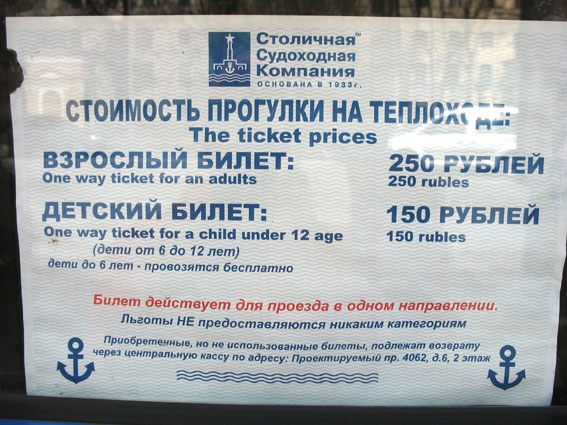 Столичная™
Судоходная
Компания
ОСНОВАНА В 1933г.
СТОИМОСТЬ ПРОГУЛКИ НА ТЕПЛОХОДЕ:
The ticket prices
ВЗРОСЛЫЙ БИЛЕТ: 250 РУБЛЕЙ
One way ticket for an adults 250 rubles
ДЕТСКИЙ БИЛЕТ: 150 РУБЛЕЙ
One way ticket for a child under 12 age 150 rubles
(дети от 6 до 12 лет)
дети до 6 лет - провозятся бесплатно
Билет действует для проезда в одном направлении.
Льготы НЕ предоставляются никаким категориям
Приобретенные, но не использованные билеты, подлежат возврату
через центральную кассу по адресу: Проектируемый пр. 4062, д.6, 2 этаж